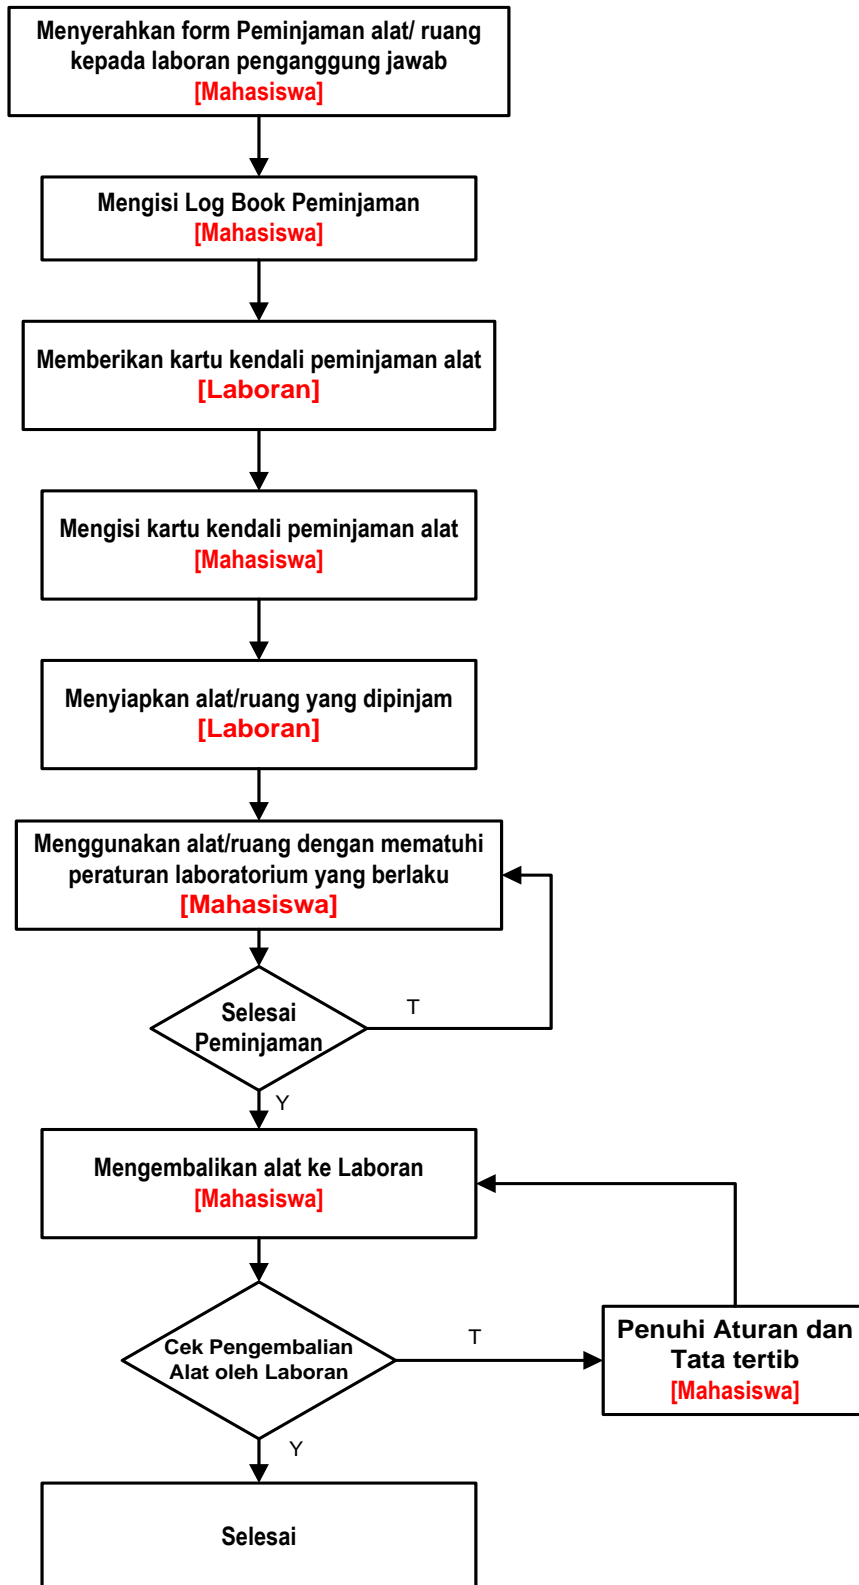 Menyerahkan form Peminjaman alat/ ruang
kepada laboran penganggung jawab
[Mahasiswa]
Mengisi Log Book Peminjaman
[Mahasiswa]
Memberikan kartu kendali peminjaman alat
[Laboran]
Mengisi kartu kendali peminjaman alat
[Mahasiswa]
Menyiapkan alat/ruang yang dipinjam
[Laboran]
Menggunakan alat/ruang dengan mematuhi
peraturan laboratorium yang berlaku
[Mahasiswa]
Selesai
Peminjaman
T
Y
Mengembalikan alat ke Laboran
[Mahasiswa]
Cek Pengembalian
Alat oleh Laboran
T
Penuhi Aturan dan
Tata tertib
[Mahasiswa]
Y
Selesai